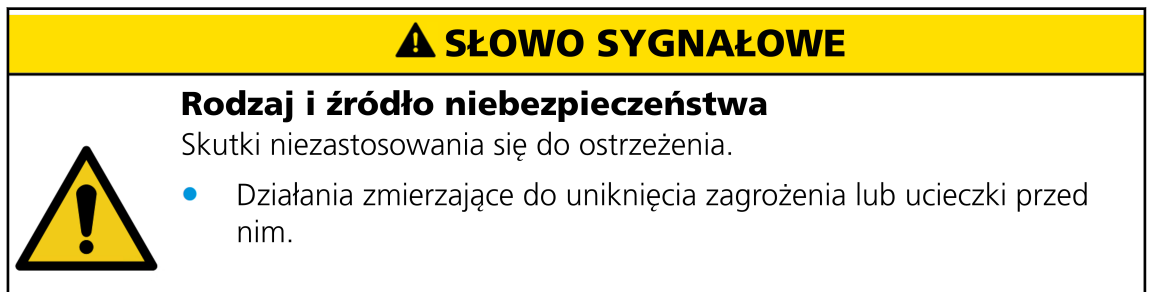 SŁOWO SYGNAŁOWE
Rodzaj i źródło niebezpieczeństwa
Skutki niezastosowania się do ostrzeżenia.
• Działania zmierzające do uniknięcia zagrożenia lub ucieczki przed
nim.